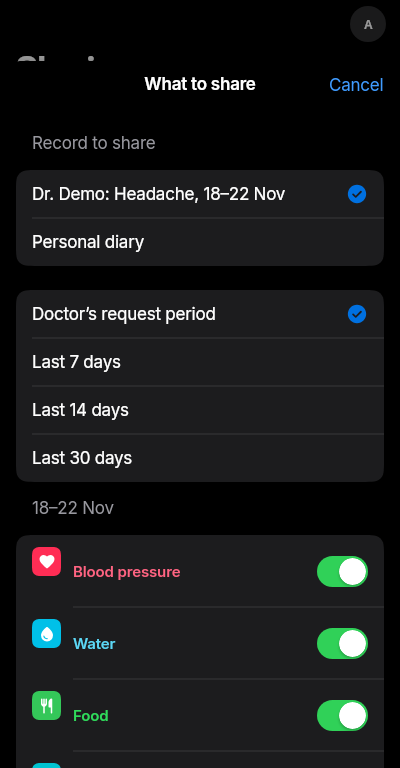 A
What to share
Cancel
Record to share
Dr. Demo: Headache, 18–22 Nov
Personal diary
Doctor’s request period
Last 7 days
Last 14 days
Last 30 days
18–22 Nov
Blood pressure
Water
Food